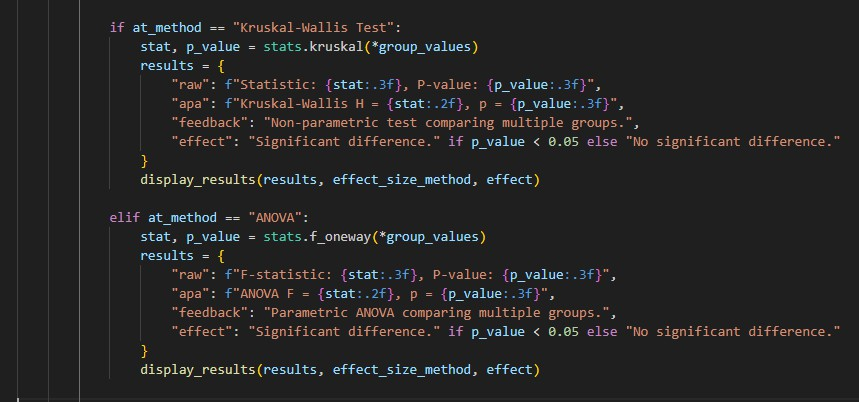 if at_method == "Kruskal-Wallis Test":
stat, p_value = stats.kruskal(*group_values)
results = {
"raw": f"Statistic: {stat:.3f}, P-value: {p_value:.3f}",
"apa": f"Kruskal-Wallis H = {stat:.2f}, p = {p_value:.3f}",
"feedback": "Non-parametric test comparing multiple groups.",
"effect": "Significant difference." if p_value < 0.05 else "No significant difference."
}
display_results(results, effect_size_method, effect)
elif at_method == "ANOVA":
stat, p_value = stats.f_oneway(*group_values)
results = {
"raw": f"F-statistic: {stat:.3f}, P-value: {p_value:.3f}",
"apa": f"ANOVA F = {stat:.2f}, p = {p_value:.3f}",
"feedback": "Parametric ANOVA comparing multiple groups.",
"effect": "Significant difference." if p_value < 0.05 else "No significant difference."
}
display_results(results, effect_size_method, effect)